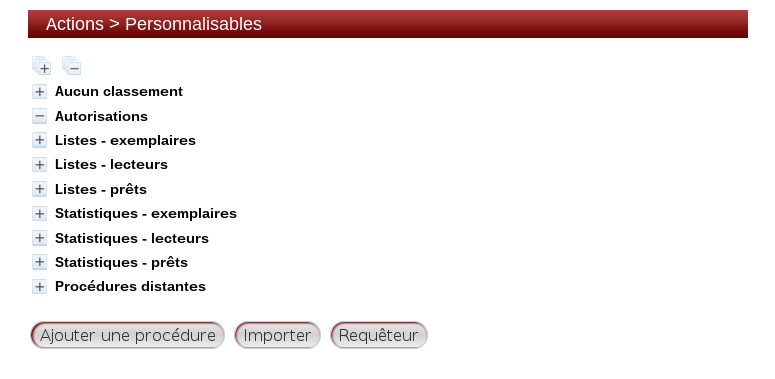 Actions > Personnalisables
Aucun classement
Autorisations
Listes - exemplaires
Listes - lecteurs
Listes - prêts
Statistiques - exemplaires
Statistiques - lecteurs
Statistiques - prêts
Procédures distantes
Ajouter une procédure Importer Requêteur